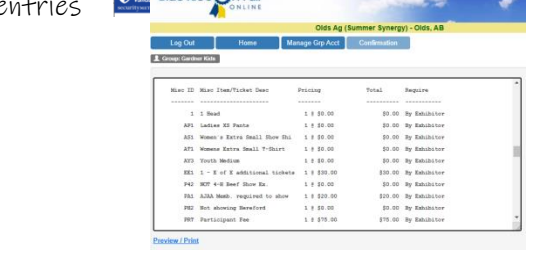 entries
ONLINE
Olds Ag (Summer Synergy) - Olds, AB
Log Out Home Manage Grp Acct Confirmation
Group: Gardner Kids
Misc ID Misc Item/Ticket Desc Pricing Total Require
1 1 Head 1 @ $0.00 $0.00 By Exhibitor
AP1 Ladies XS Pants 1 @ $0.00 $0.00 By Exhibitor
AS1 Women's Extra Small Show Shi 1 @ $0.00 $0.00 By Exhibitor
AT1 Womens Extra Small T-Shirt 1 @ $0.00 $0.00 By Exhibitor
AY3 Youth Medium 1 @ $0.00 $0.00 By Exhibitor
EE1 1 - E of E additional tickets 1 @ $30.00 $30.00 By Exhibitor
P42 NOT 4-H Beef Show Ex. 1 @ $0.00 $0.00 By Exhibitor
PA1 AJAA Memb. required to show 1 @ $20.00 $20.00 By Exhibitor
PH2 Not showing Hereford 1 @ $0.00 $0.00 By Exhibitor
PRT Participant Fee 1 @ $75.00 $75.00 By Exhibitor
Preview / Print